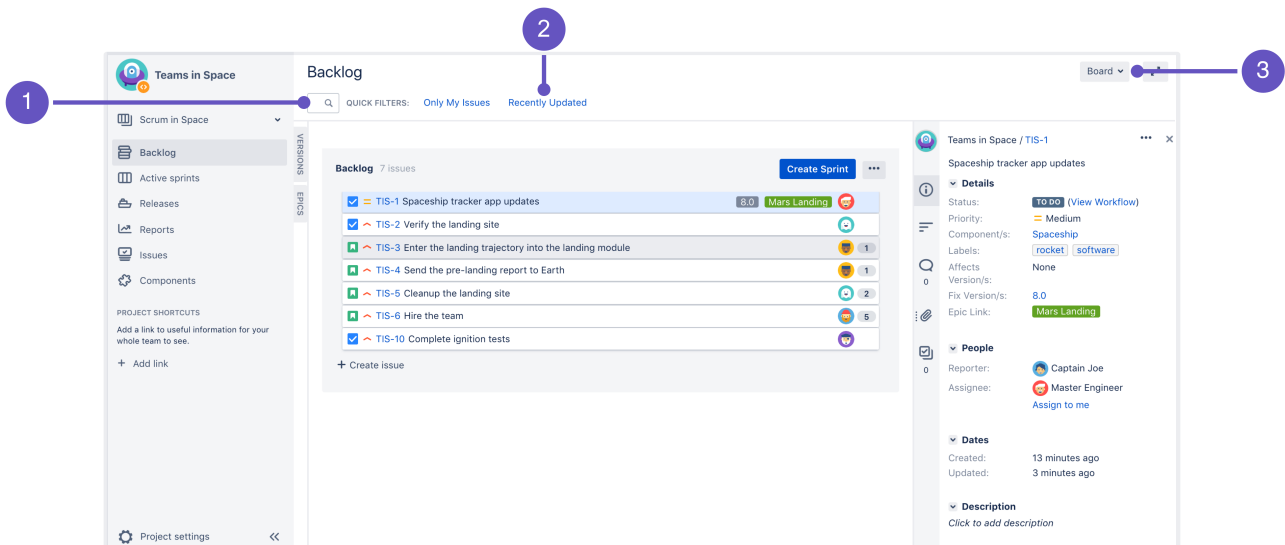 2
1
3
Teams in Space
Scrum in Space
Backlog
Active sprints
Releases
Reports
Issues
Components
PROJECT SHORTCUTS
Add a link to useful information for your
whole team to see.
+ Add link
Project settings
Backlog
Board
QUICK FILTERS: Only My Issues Recently Updated
VERSIONS
EPICS
Backlog 7 issues
Create Sprint
TIS-1 Spaceship tracker app updates 8.0 Mars Landing
TIS-2 Verify the landing site
TIS-3 Enter the landing trajectory into the landing module 1
TIS-4 Send the pre-landing report to Earth 1
TIS-5 Cleanup the landing site 2
TIS-6 Hire the team 5
TIS-10 Complete ignition tests
+ Create issue
0
0
Teams in Space / TIS-1
Spaceship tracker app updates
Details
Status: TO DO (View Workflow)
Priority: Medium
Component/s: Spaceship
Labels: rocket software
Affects None
Version/s:
Fix Version/s: 8.0
Epic Link: Mars Landing
People
Reporter: Captain Joe
Assignee: Master Engineer
Assign to me
Dates
Created: 13 minutes ago
Updated: 3 minutes ago
Description
Click to add description